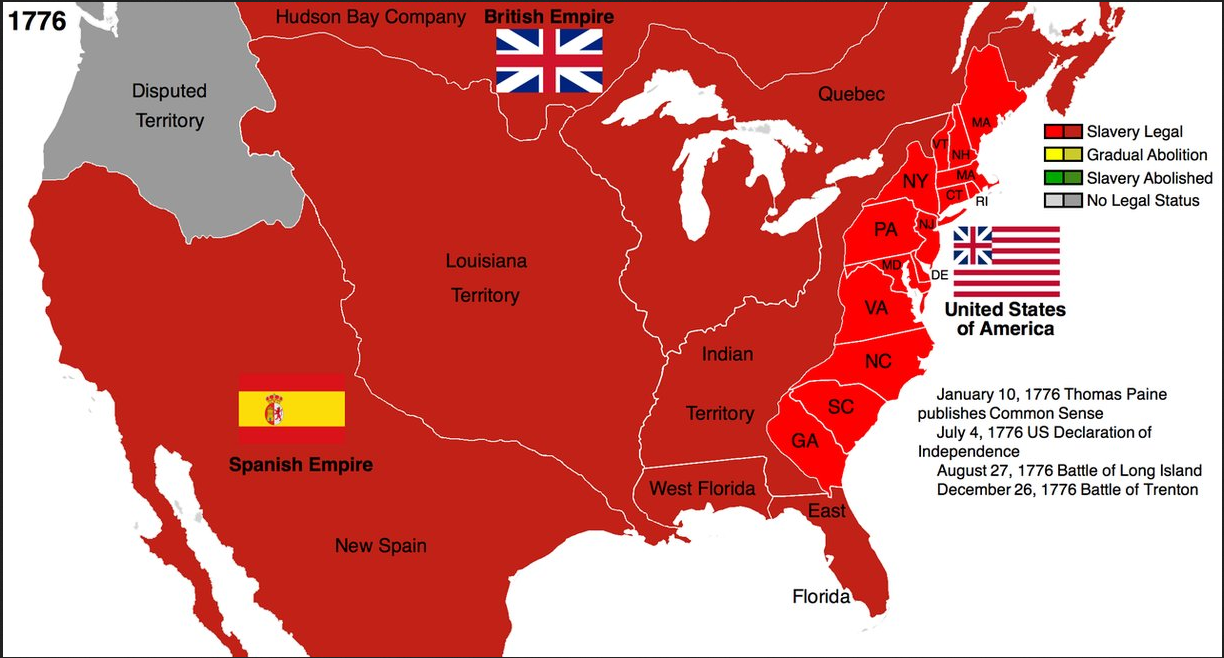 1776
Hudson Bay Company
British Empire
Disputed
Territory
Quebec
MA
VT
NH
MA
NY
CT
RI
PA
NJ
MD
DE
VA
NC
SC
GA
Slavery Legal
Gradual Abolition
Slavery Abolished
No Legal Status
United States
of America
Louisiana
Territory
Indian
Territory
Spanish Empire
West Florida
East
Florida
New Spain
January 10, 1776 Thomas Paine
publishes Common Sense
July 4, 1776 US Declaration of
Independence
August 27, 1776 Battle of Long Island
December 26, 1776 Battle of Trenton